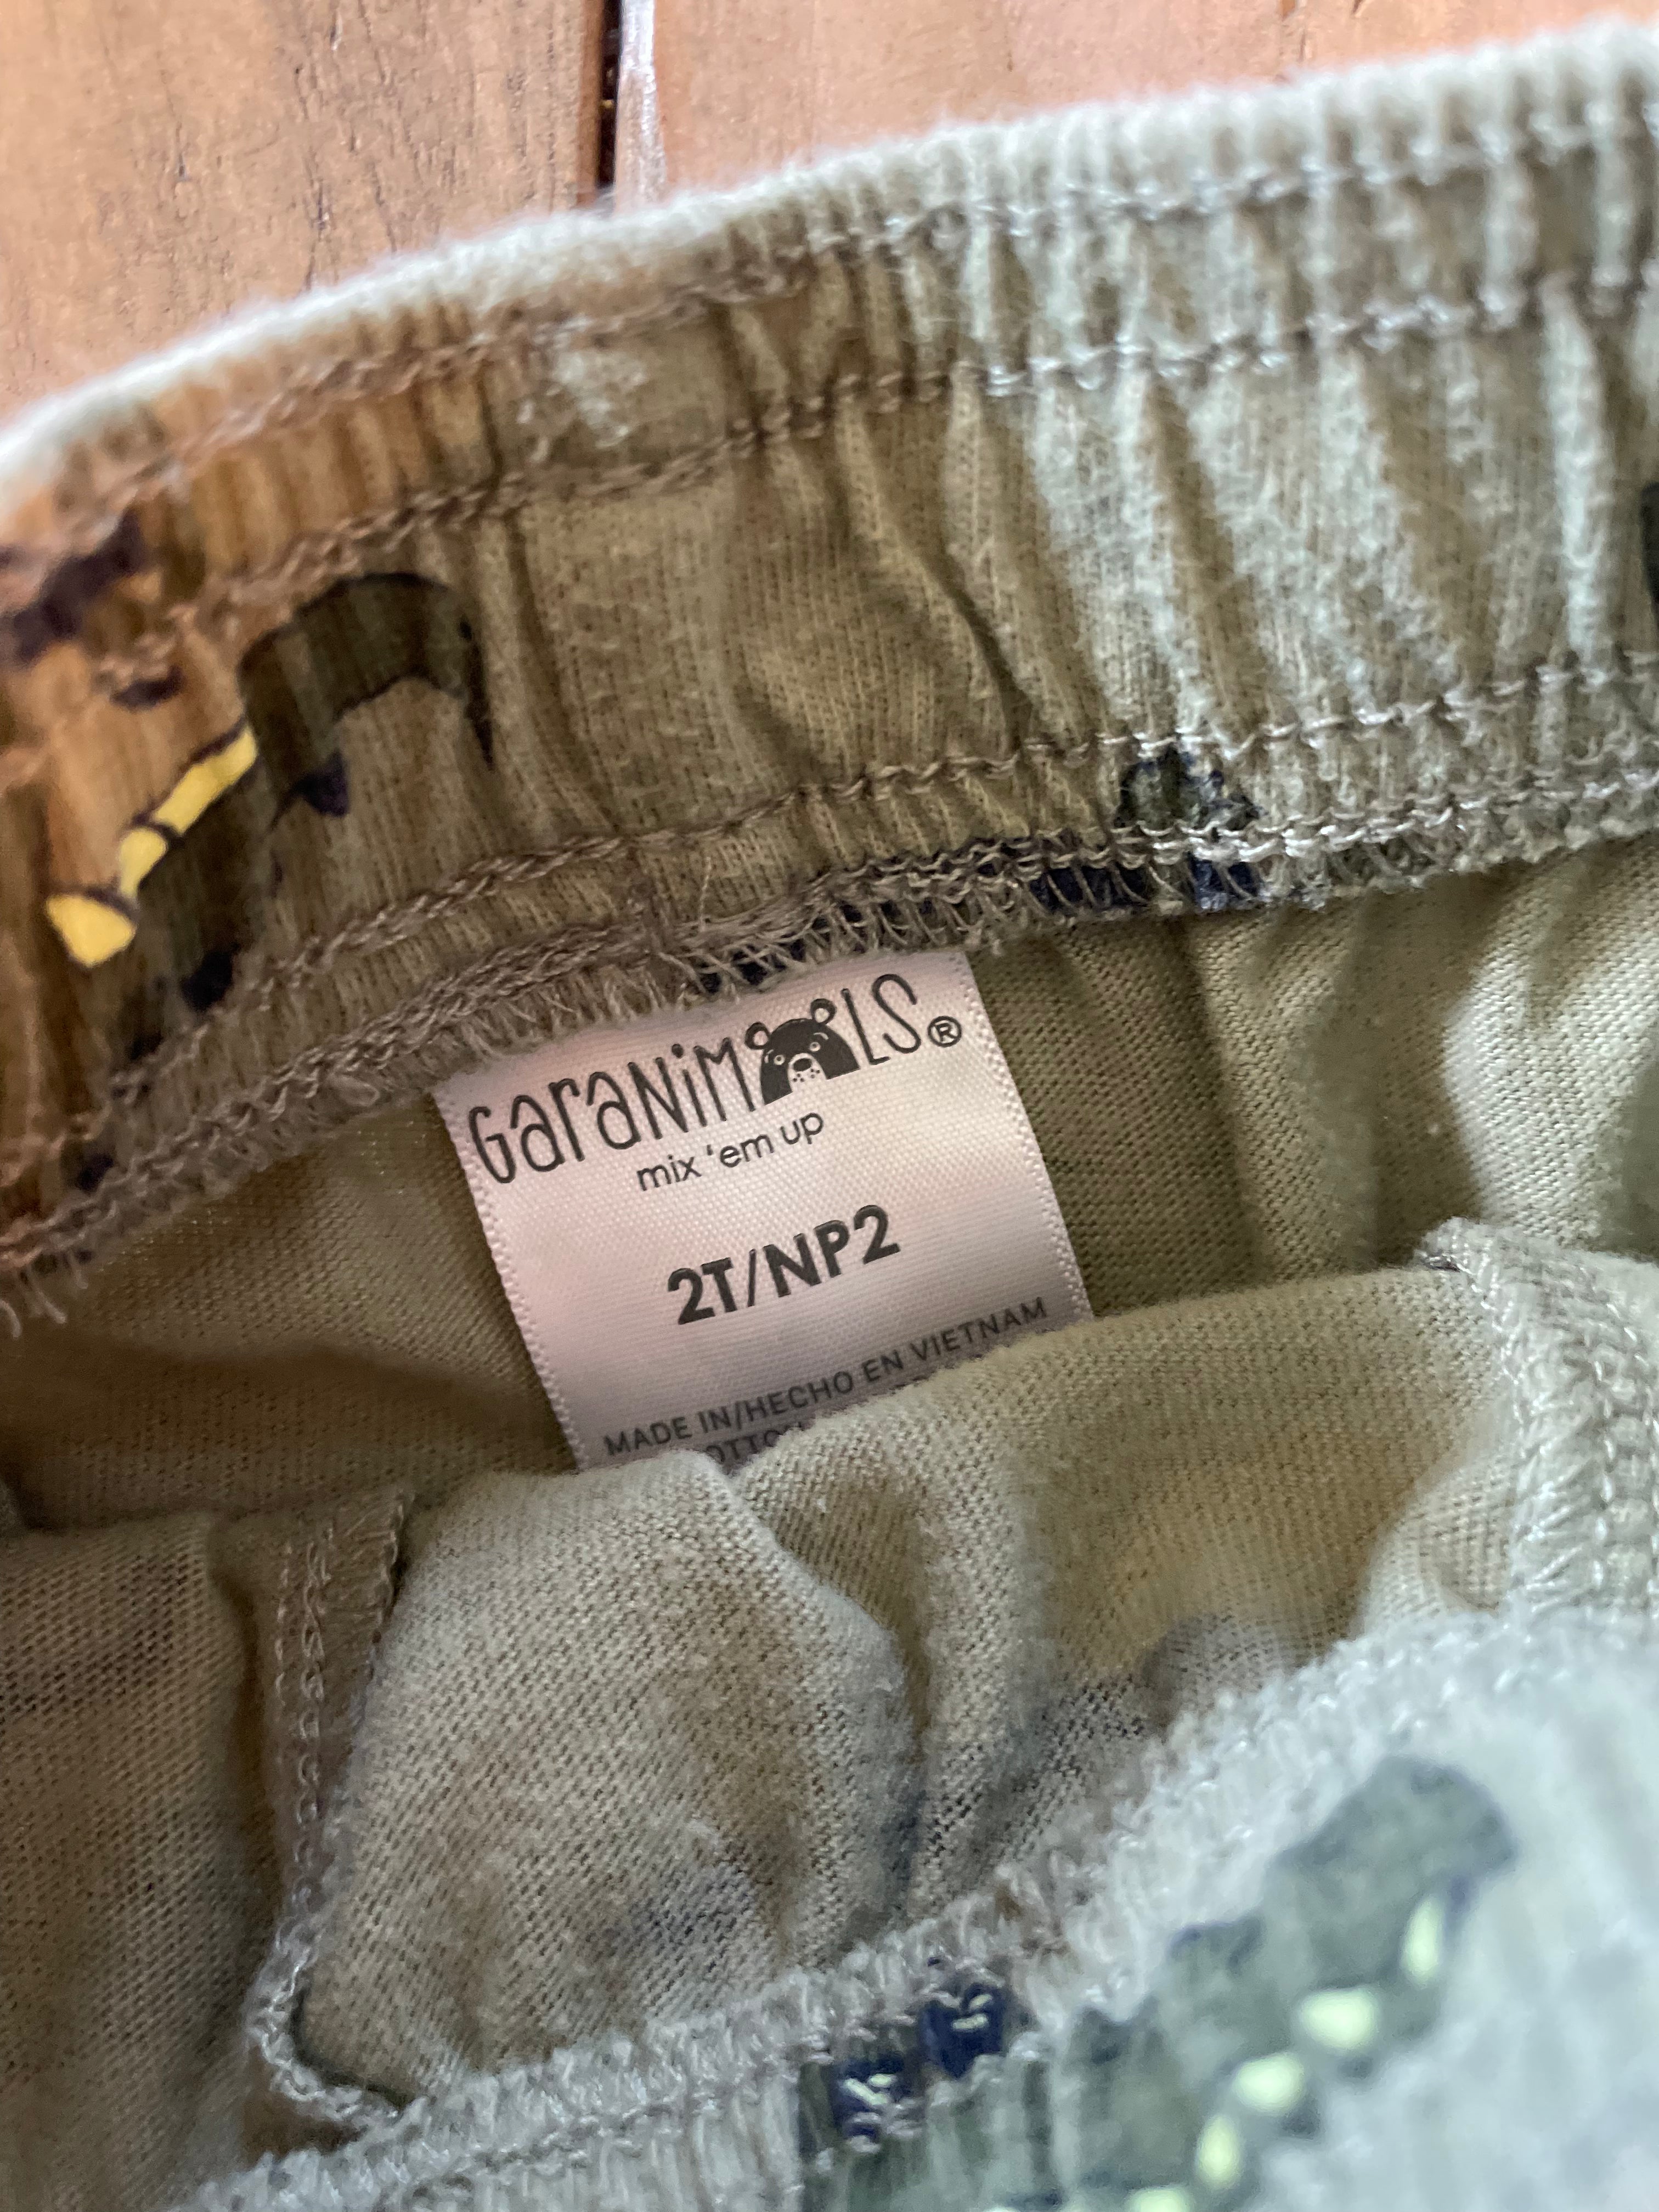 GaraNiMALS®
mix 'em up
2T/NP2
MADE IN/HECHO EN VIETNAM